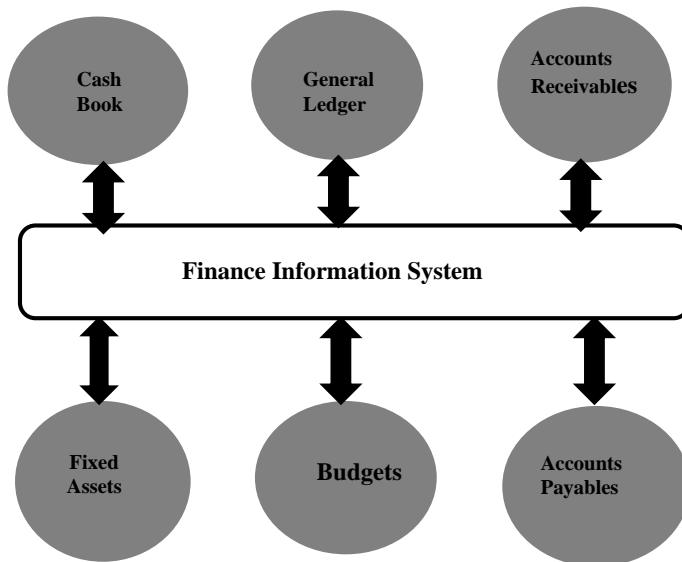 Cash
Book
General
Ledger
Accounts
Receivables
Finance Information System
Fixed
Assets
Budgets
Accounts
Payables